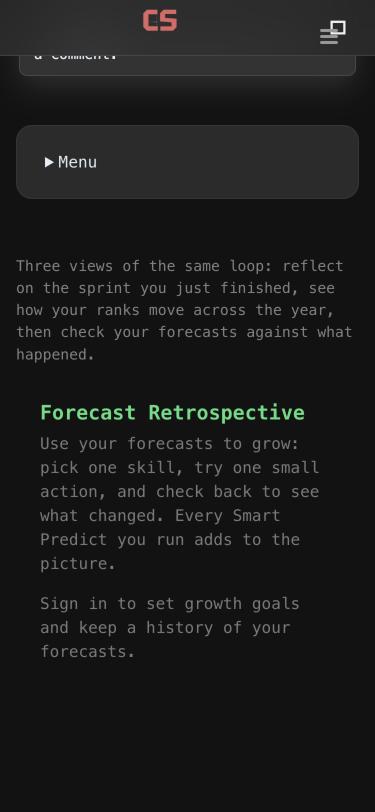 CS
a comment.
Menu
Three views of the same loop: reflect
on the sprint you just finished, see
how your ranks move across the year,
then check your forecasts against what
happened.
Forecast Retrospective
Use your forecasts to grow:
pick one skill, try one small
action, and check back to see
what changed. Every Smart
Predict you run adds to the
picture.
Sign in to set growth goals
and keep a history of your
forecasts.